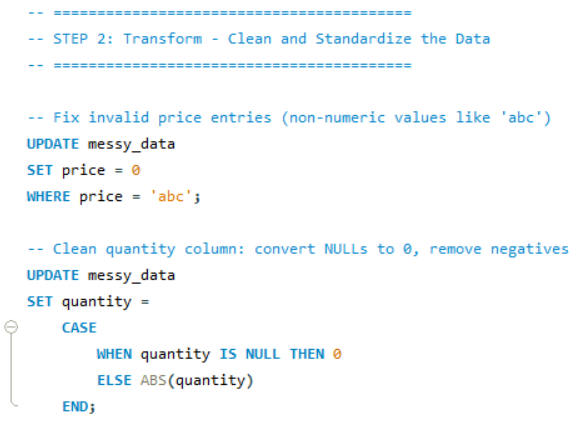 -- ==========================================
-- STEP 2: Transform - Clean and Standardize the Data
-- ==========================================
-- Fix invalid price entries (non-numeric values like 'abc')
UPDATE messy_data
SET price = 0
WHERE price = 'abc';
-- Clean quantity column: convert NULLs to 0, remove negatives
UPDATE messy_data
SET quantity =
CASE
WHEN quantity IS NULL THEN 0
ELSE ABS(quantity)
END;